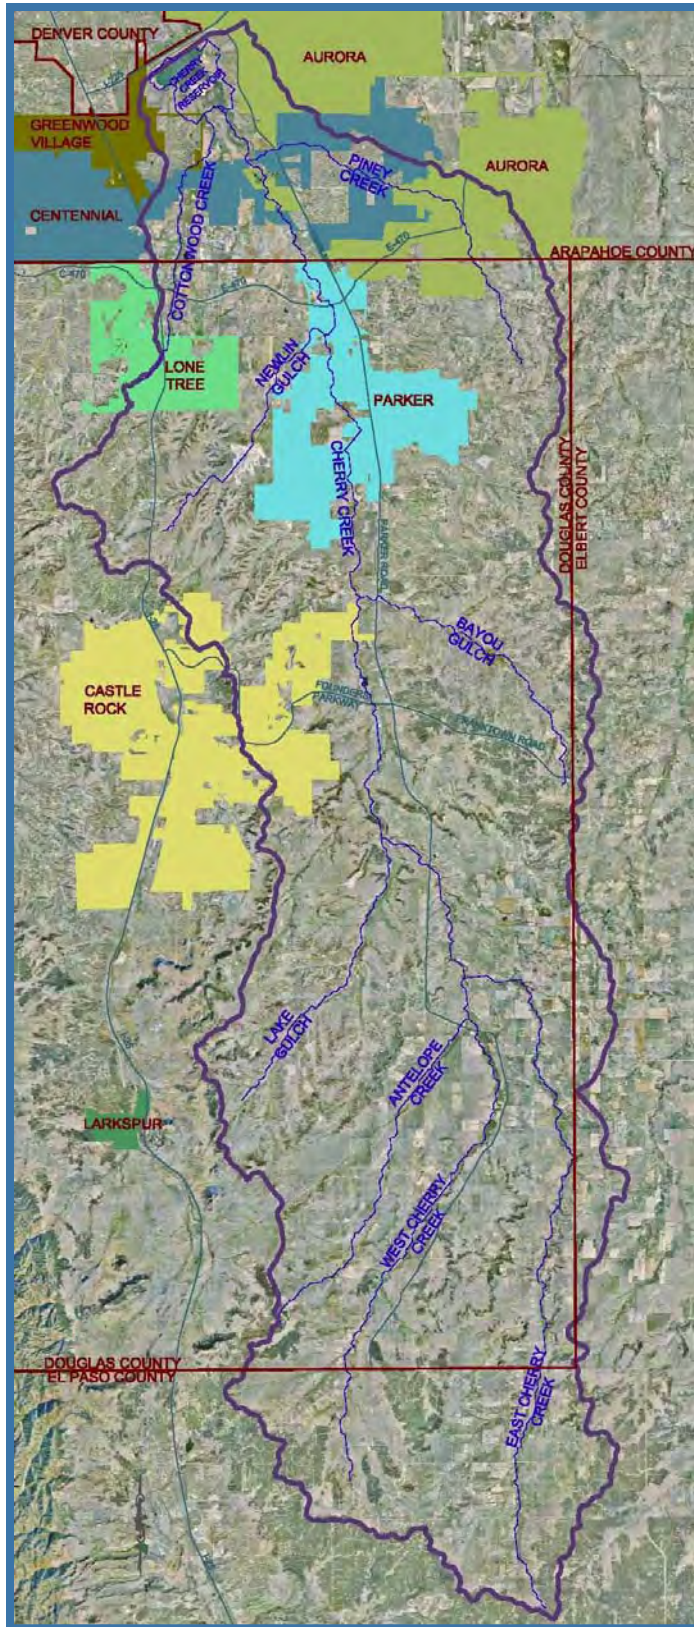 DENVER COUNTY
I-225
CHERRY
CREEK
RESERVOIR
AURORA
GREENWOOD
VILLAGE
PINEY
CREEK
AURORA
CENTENNIAL
COTTONWOOD CREEK
E-470
ARAPAHOE COUNTY
C-470
E-470
LONE
TREE
NEWLIN
GULCH
PARKER
CHERRY CREEK
DOUGLAS COUNTY
ELBERT COUNTY
PARKER ROAD
BAYOU
GULCH
CASTLE
ROCK
FOUNDERS
PARKWAY
FRANKTOWN ROAD
LAKE
GULCH
ANTELOPE
CREEK
LARKSPUR
WEST CHERRY
CREEK
DOUGLAS COUNTY
EL PASO COUNTY
EAST CHERRY
CREEK